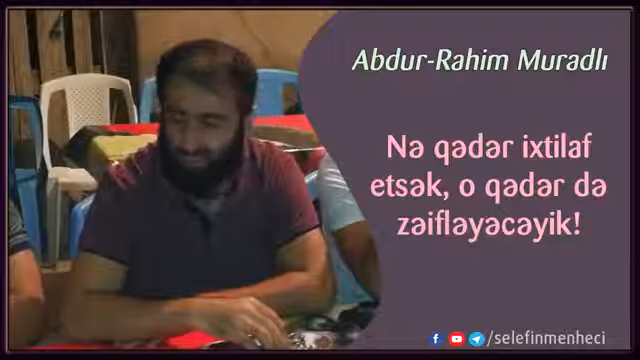 Abdur-Rahim Muradlı
Nə qədər ixtilaf
etsək, o qədər də
zəifləyəcəyik!
/selefinmenheci